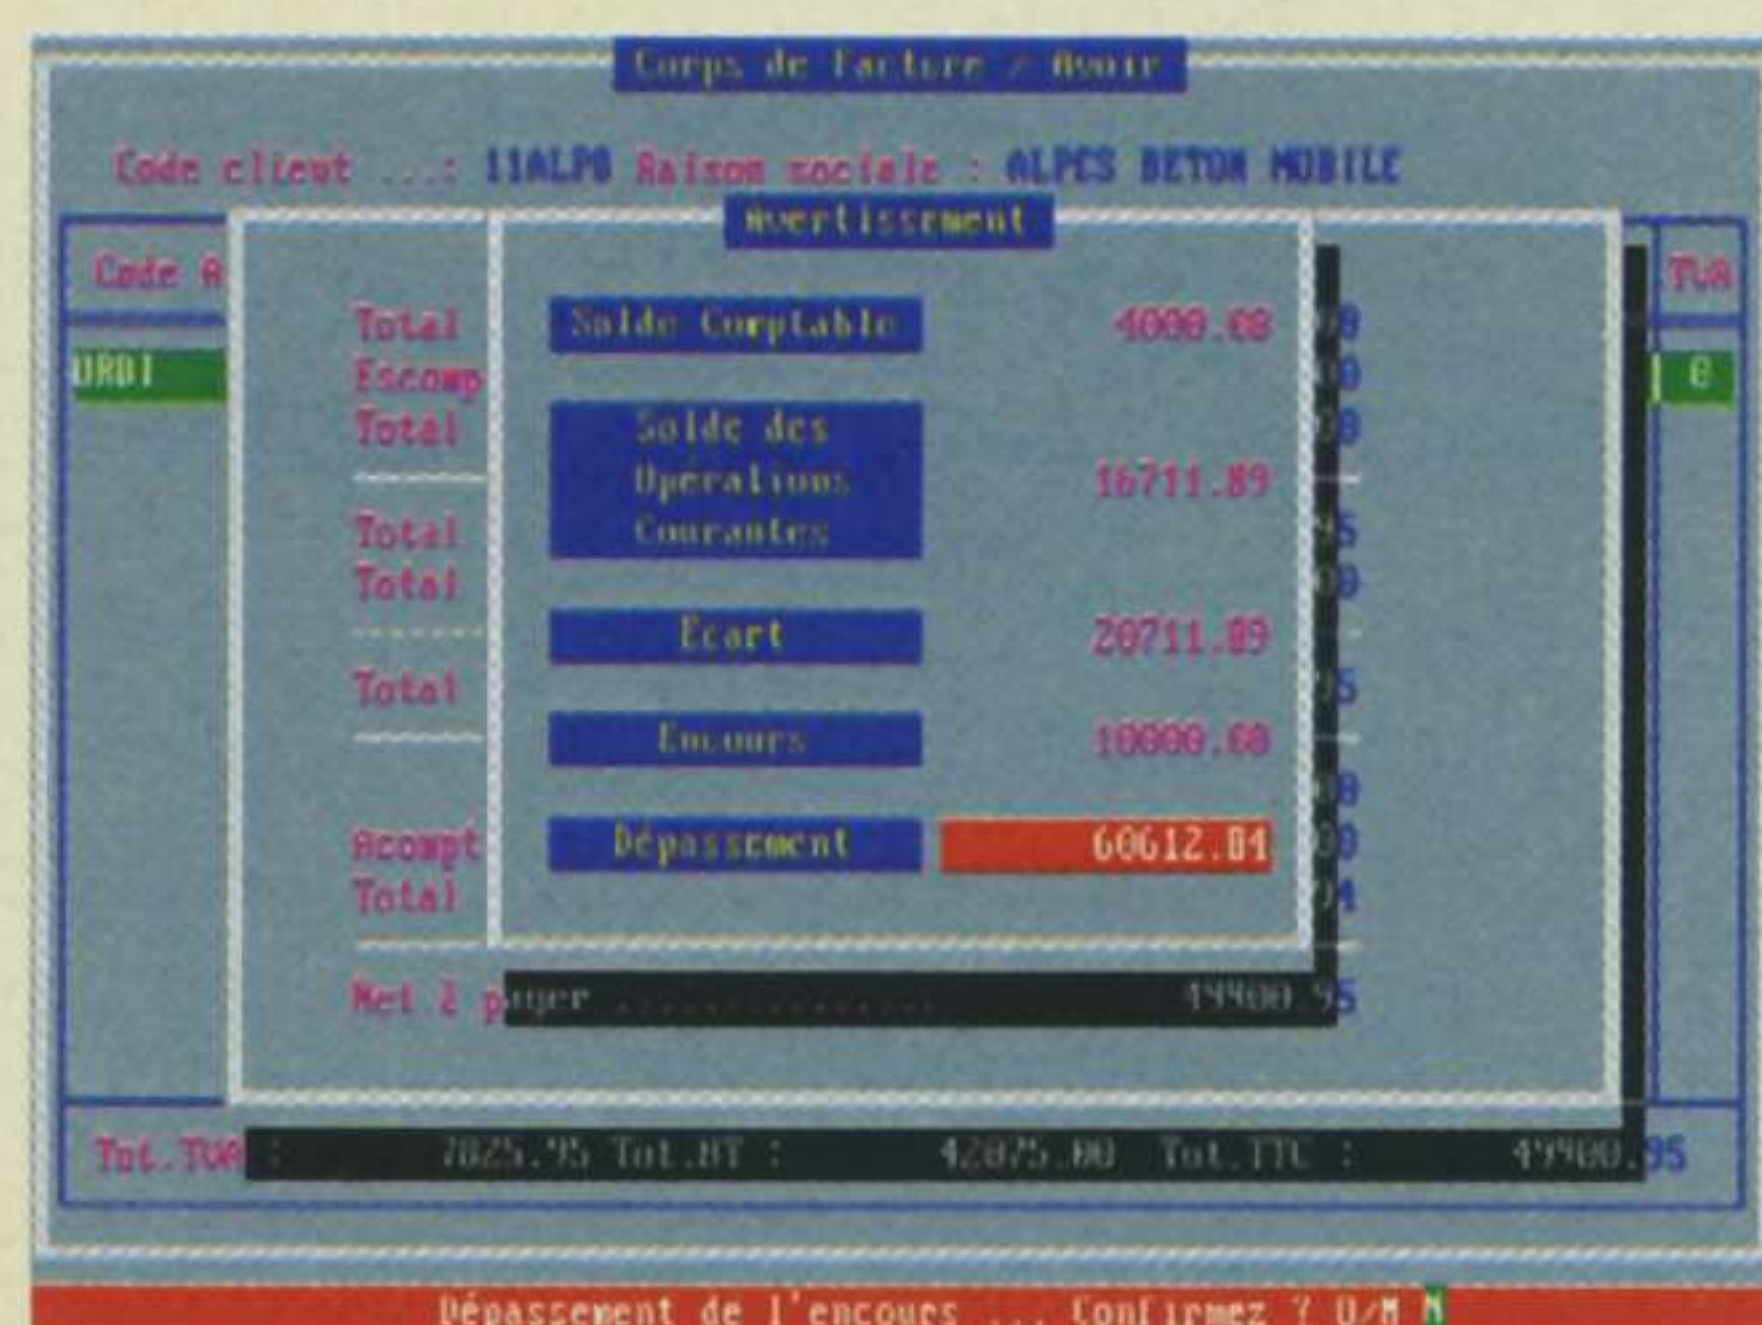 Corps de Facture / Avoir
Code client ...: 11ALPB Raison sociale : ALPES BETON MOBILE
Avertissement
Code A TVA
Total Solde Comptable 4000.00
URBI Escomp 0
Total Solde des
Opérations 16711.89
Courantes
Total
Total
Ecart 20711.89
Total
Encours 10000.00
Acompt Dépassement 60612.84
Total
Net à payer ................ 49900.95
Tot.TVA : 7825.95 Tot.HT : 42075.00 Tot.TTC : 49900.95
Dépassement de l'encours ... Confirmez ? O/N N